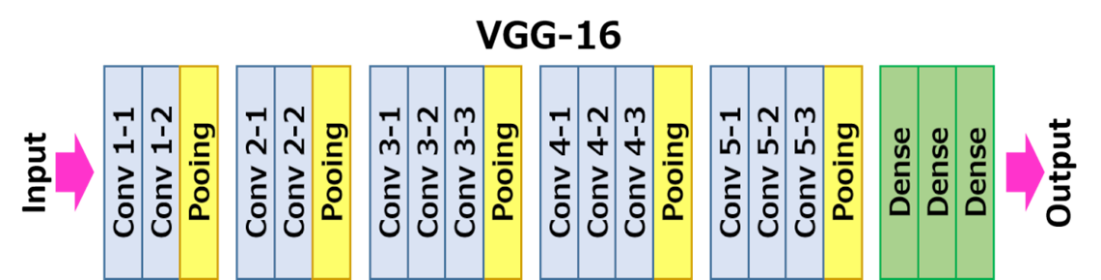 VGG-16
Input
Conv 1-1
Conv 1-2
Pooing
Conv 2-1
Conv 2-2
Pooing
Conv 3-1
Conv 3-2
Conv 3-3
Pooing
Conv 4-1
Conv 4-2
Conv 4-3
Pooing
Conv 5-1
Conv 5-2
Conv 5-3
Pooing
Dense
Dense
Dense
Output